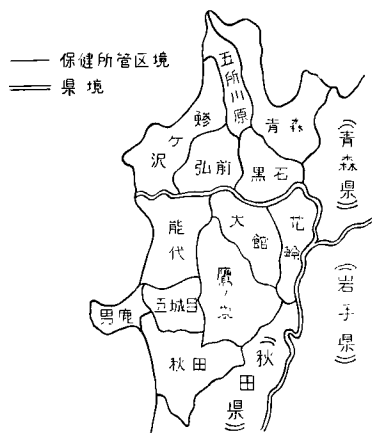 保健所管区境
県境
五所川原
鰺ヶ沢
青森
弘前
黒石
(青森県)
能代
大館
花輪
鷹ノ巣
(岩手県)
男鹿
五城目
秋田
(秋田県)